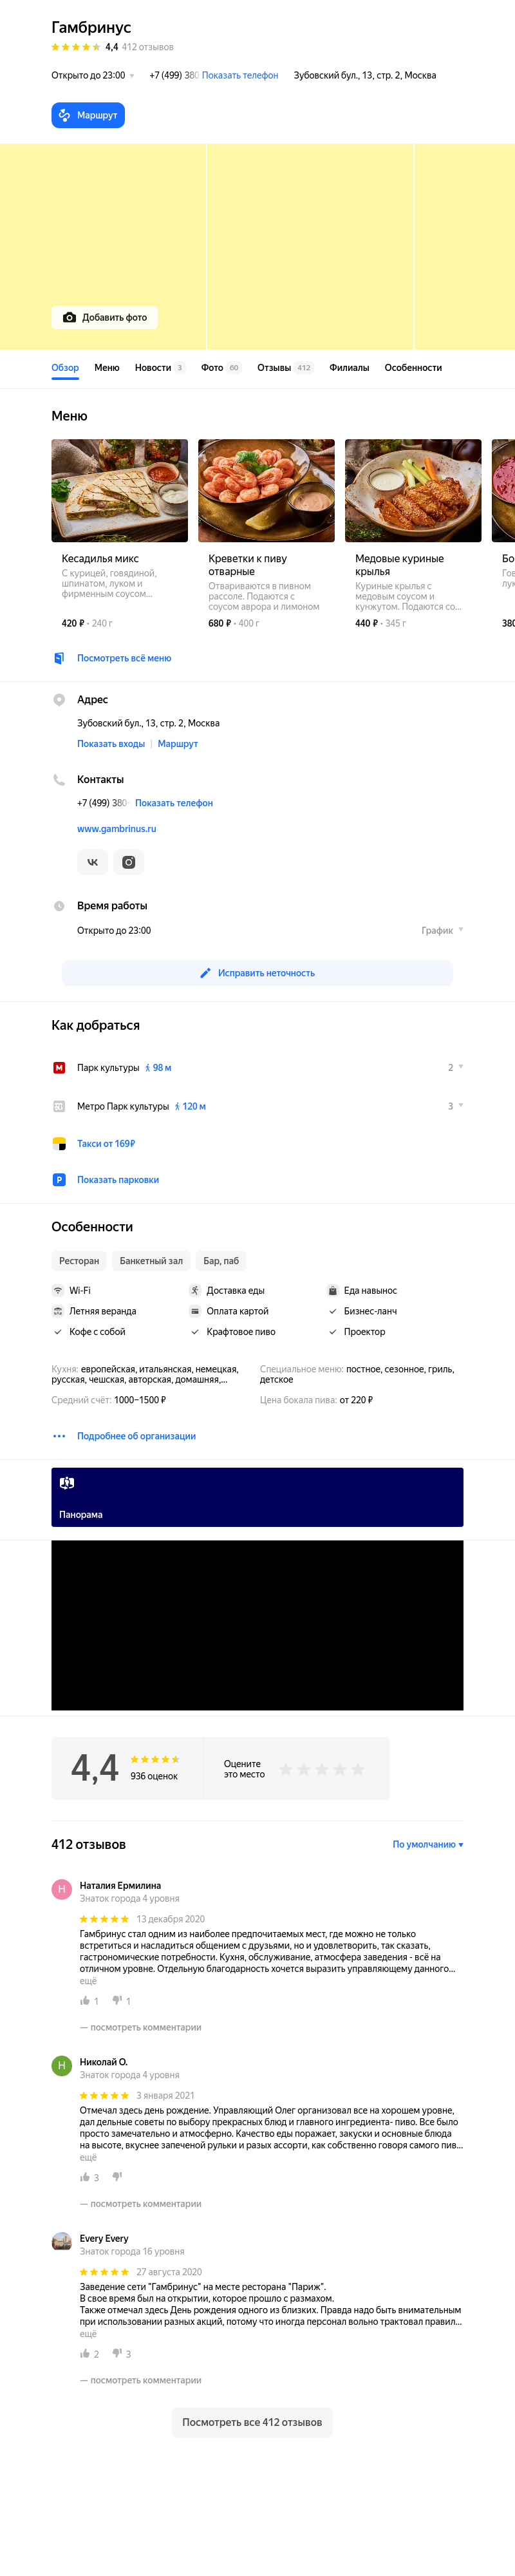 Гамбринус
4,4 412 отзывов
Открыто до 23:00 +7 (499) 380 Показать телефон Зубовский бул., 13, стр. 2, Москва
Маршрут
Добавить фото
Обзор Меню Новости 3 Фото 60 Отзывы 412 Филиалы Особенности
Меню
Кесадилья микс
С курицей, говядиной,
шпинатом, луком и
фирменным соусом...
420 ₽ · 240 г
Креветки к пиву
отварные
Отвариваются в пивном
рассоле. Подаются с
соусом аврора и лимоном
680 ₽ · 400 г
Медовые куриные
крылья
Куриные крылья с
медовым соусом и
кунжутом. Подаются со...
440 ₽ · 345 г
Бо
Гов
лук
380
Посмотреть всё меню
Адрес
Зубовский бул., 13, стр. 2, Москва
Показать входы | Маршрут
Контакты
+7 (499) 380 Показать телефон
www.gambrinus.ru
Время работы
Открыто до 23:00 График
Исправить неточность
Как добраться
Парк культуры 98 м 2
Метро Парк культуры 120 м 3
Такси от 169₽
P Показать парковки
Особенности
Ресторан Банкетный зал Бар, паб
Wi-Fi Доставка еды Еда навынос
Летняя веранда Оплата картой Бизнес-ланч
Кофе с собой Крафтовое пиво Проектор
Кухня: европейская, итальянская, немецкая,
русская, чешская, авторская, домашняя,...
Специальное меню: постное, сезонное, гриль,
детское
Средний счёт: 1000–1500 ₽ Цена бокала пива: от 220 ₽
Подробнее об организации
Панорама
4,4
936 оценок
Оцените
это место
412 отзывов По умолчанию
Н Наталия Ермилина
Знаток города 4 уровня
13 декабря 2020
Гамбринус стал одним из наиболее предпочитаемых мест, где можно не только
встретиться и насладиться общением с друзьями, но и удовлетворить, так сказать,
гастрономические потребности. Кухня, обслуживание, атмосфера заведения - всё на
отличном уровне. Отдельную благодарность хочется выразить управляющему данного...
ещё
1 1
— посмотреть комментарии
Н Николай О.
Знаток города 4 уровня
3 января 2021
Отмечал здесь день рождение. Управляющий Олег организовал все на хорошем уровне,
дал дельные советы по выбору прекрасных блюд и главного ингредиента- пиво. Все было
просто замечательно и атмосферно. Качество еды поражает, закуски и основные блюда
на высоте, вкуснее запеченой рульки и разых ассорти, как собственно говоря самого пив...
ещё
3
— посмотреть комментарии
Every Every
Знаток города 16 уровня
27 августа 2020
Заведение сети "Гамбринус" на месте ресторана "Париж".
В свое время был на открытии, которое прошло с размахом.
Также отмечал здесь День рождения одного из близких. Правда надо быть внимательным
при использовании разных акций, потому что иногда персонал вольно трактовал правил...
ещё
2 3
— посмотреть комментарии
Посмотреть все 412 отзывов